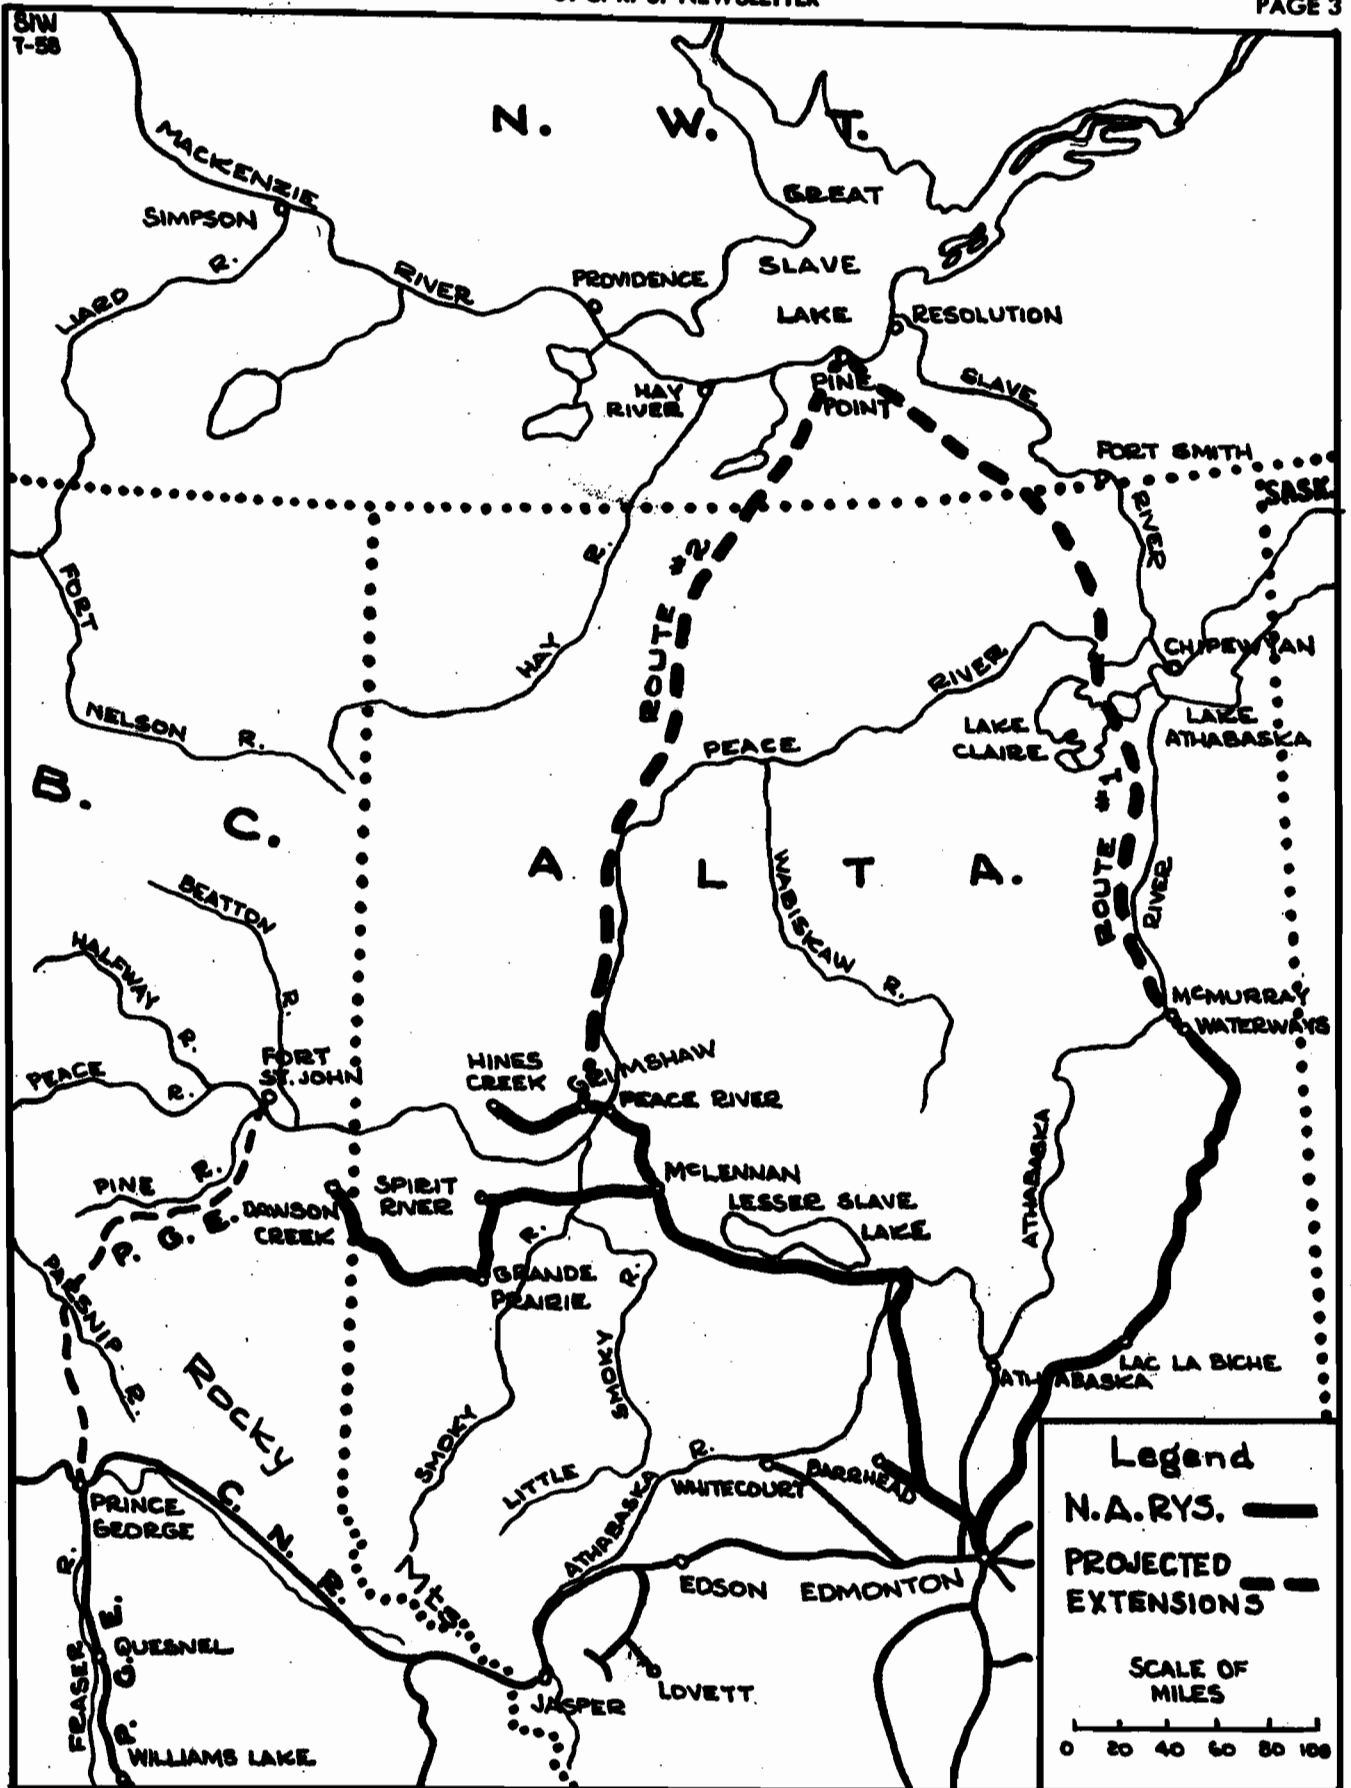 NEWSLETTER
PAGE 3
SIW
7-58
N. W. T.
MACKENZIE
SIMPSON
GREAT
R.
RIVER
PROVIDENCE
SLAVE
LIARD
LAKE
RESOLUTION
HAY
RIVER
PINE
POINT
SLAVE
FORT SMITH
SASK.
RIVER
FORT
R.
ROUTE #2
HAY
CHIPEWYAN
RIVER
NELSON R.
LAKE
CLAIRE
LAKE
ATHABASKA
PEACE
B. C.
ROUTE #1
A L T A.
WABISKAW R.
RIVER
BEATTON
R.
HALFWAY
R.
McMURRAY
WATERWAYS
FORT
ST. JOHN
HINES
CREEK
GRIMSHAW
PEACE
R.
PEACE RIVER
ATHABASKA
PINE R.
DAWSON
CREEK
SPIRIT
RIVER
McLENNAN
LESSER SLAVE
LAKE
P. G. E.
R.
GRANDE
PRAIRIE
R.
PARSNIP R.
SMOKY
LAC LA BICHE
ATHABASKA
ROCKY
SMOKY
LITTLE
R.
WHITECOURT
BARRHEAD
ATHABASKA
PRINCE
GEORGE
C. N. R.
Mts.
EDSON
EDMONTON
R.
P. G. E.
QUESNEL
FRASER
JASPER
LOVETT
WILLIAMS LAKE
Legend
N.A.RYS.
PROJECTED
EXTENSIONS
SCALE OF
MILES
0 20 40 60 80 100